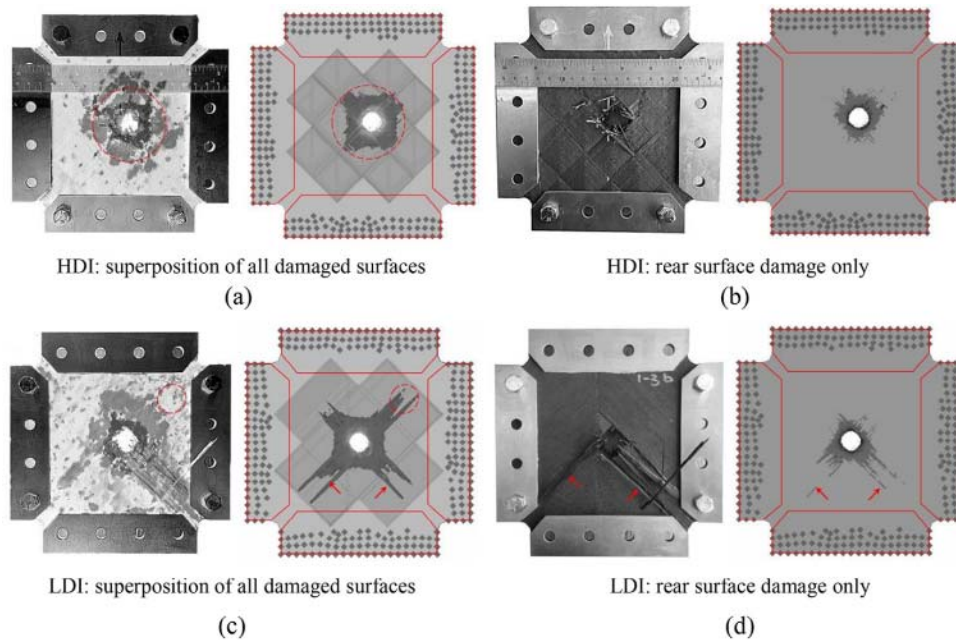 HDI: superposition of all damaged surfaces
HDI: rear surface damage only
(a)
(b)
1-3b
LDI: superposition of all damaged surfaces
LDI: rear surface damage only
(c)
(d)